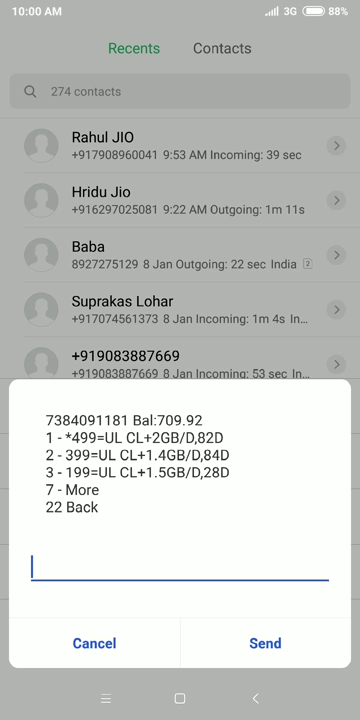 10:00 AM 3G 88%
Recents Contacts
274 contacts
Rahul JIO
+917908960041 9:53 AM Incoming: 39 sec
Hridu Jio
+916297025081 9:22 AM Outgoing: 1m 11s
Baba
8927275129 8 Jan Outgoing: 22 sec India 2
Suprakas Lohar
+917074561373 8 Jan Incoming: 1m 4s In...
+919083887669
+919083887669 8 Jan Incoming: 53 sec In...
7384091181 Bal:709.92
1 - *499=UL CL+2GB/D,82D
2 - 399=UL CL+1.4GB/D,84D
3 - 199=UL CL+1.5GB/D,28D
7 - More
22 Back
Cancel Send